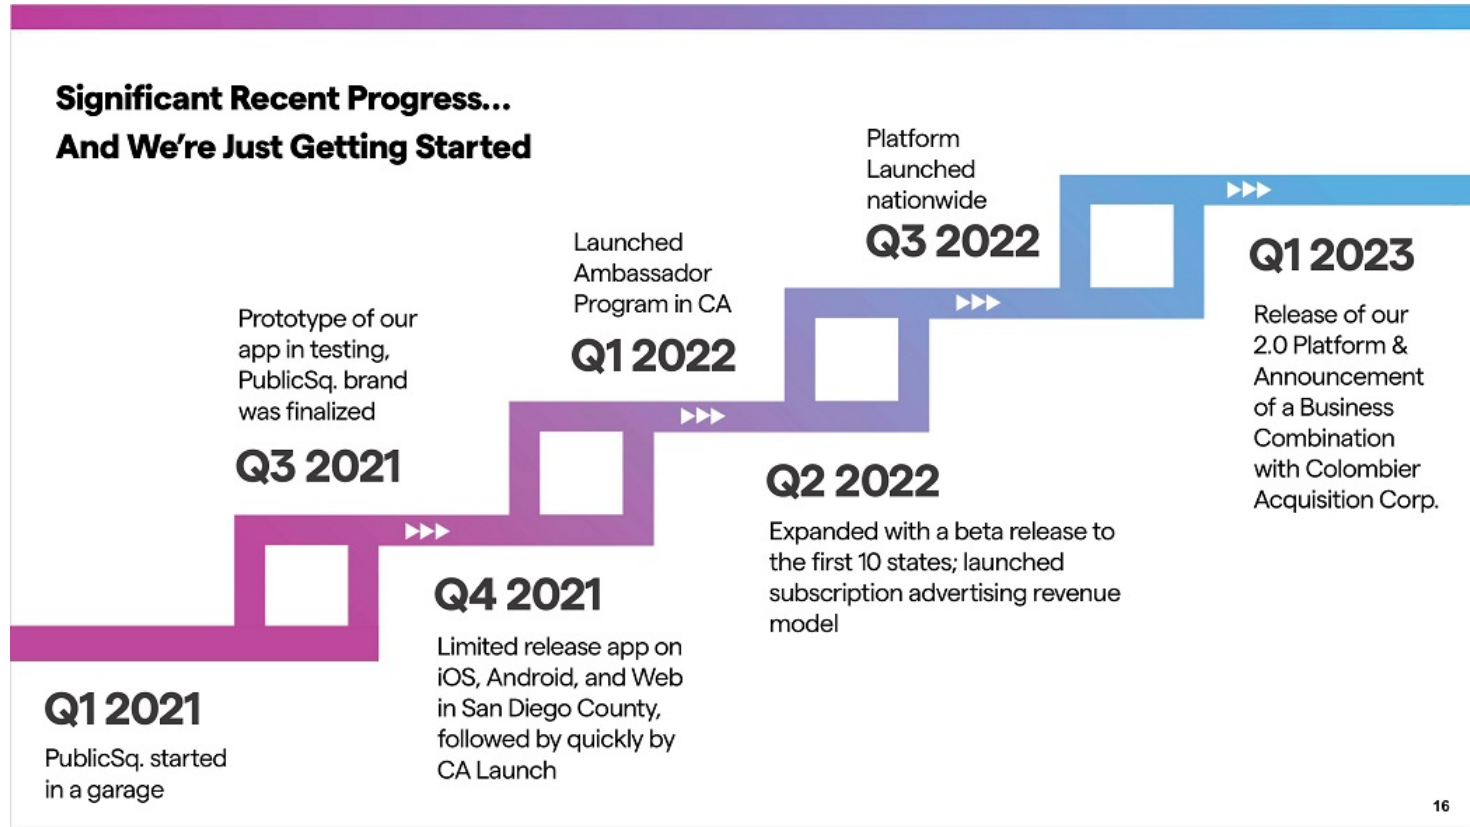 Significant Recent Progress...
And We're Just Getting Started
Q1 2021
PublicSq. started
in a garage
Prototype of our
app in testing,
PublicSq. brand
was finalized
Q3 2021
Q4 2021
Limited release app on
iOS, Android, and Web
in San Diego County,
followed by quickly by
CA Launch
Launched
Ambassador
Program in CA
Q1 2022
Q2 2022
Expanded with a beta release to
the first 10 states; launched
subscription advertising revenue
model
Platform
Launched
nationwide
Q3 2022
Q1 2023
Release of our
2.0 Platform &
Announcement
of a Business
Combination
with Colombier
Acquisition Corp.
16